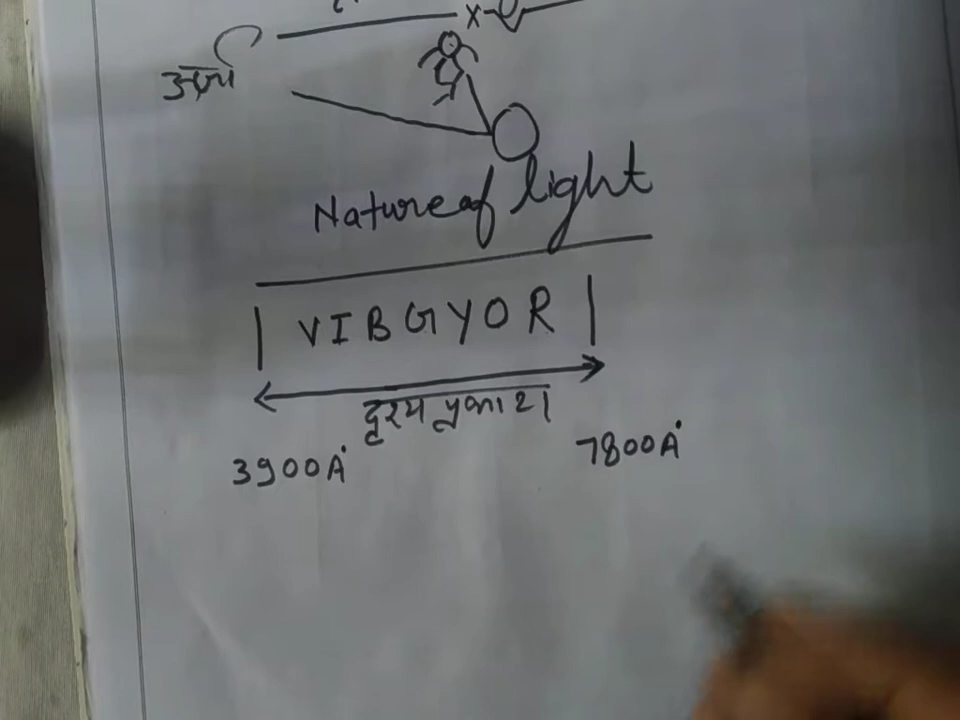 x
ऊर्जा
Nature of light
VIBGYOR
दृश्य प्रकाश
3900Å 7800Å